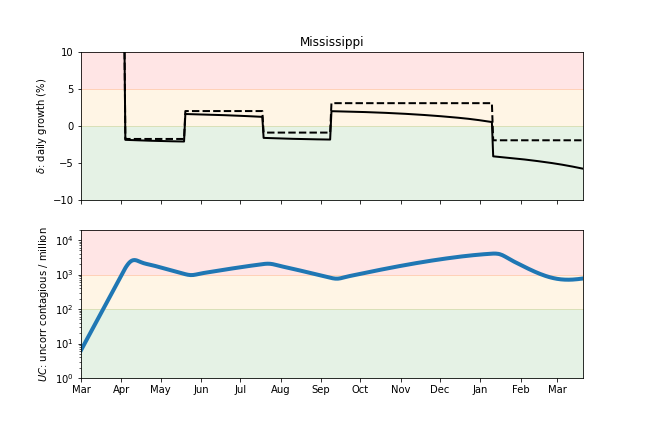 Mississippi
δ: daily growth (%)
10
5
0
−5
−10
UC: uncorr contagious / million
10⁴
10³
10²
10¹
10⁰
Mar Apr May Jun Jul Aug Sep Oct Nov Dec Jan Feb Mar